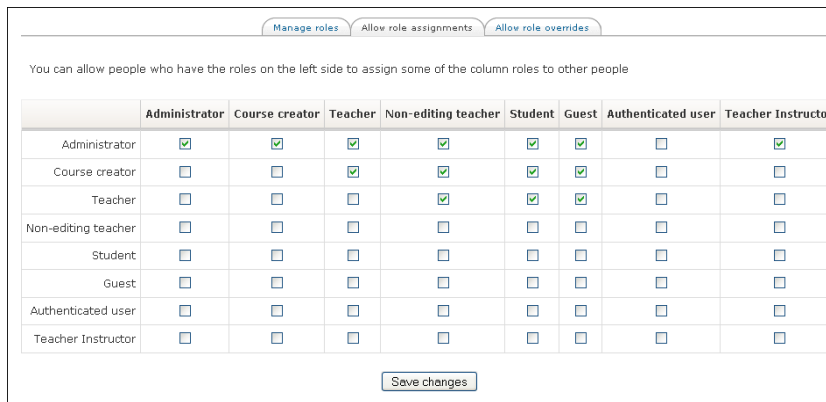 Manage roles Allow role assignments Allow role overrides
You can allow people who have the roles on the left side to assign some of the column roles to other people
Administrator Course creator Teacher Non-editing teacher Student Guest Authenticated user Teacher Instructo
Administrator
Course creator
Teacher
Non-editing teacher
Student
Guest
Authenticated user
Teacher Instructor
Save changes